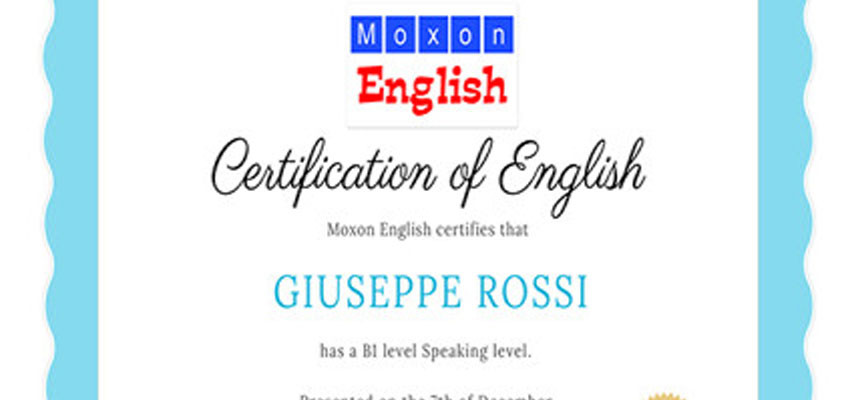 Moxon
English
Certification of English
Moxon English certifies that
GIUSEPPE ROSSI
has a B1 level Speaking level.
Presented on the 7th of December